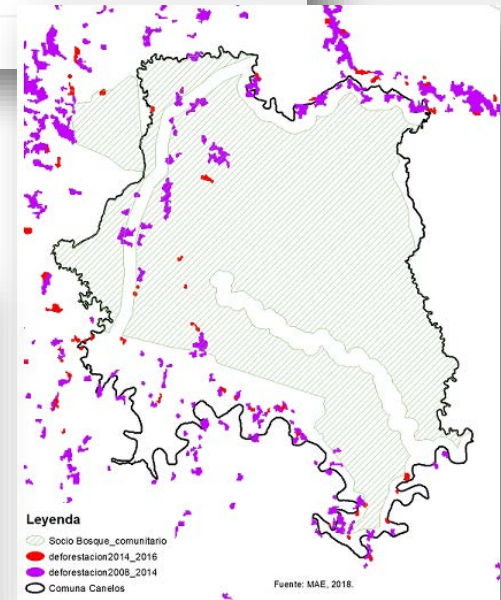 Leyenda
Socio Bosque_comunitario
deforestacion2014_2016
deforestacion2008_2014
Comuna Canelos
Fuente: MAE, 2018.